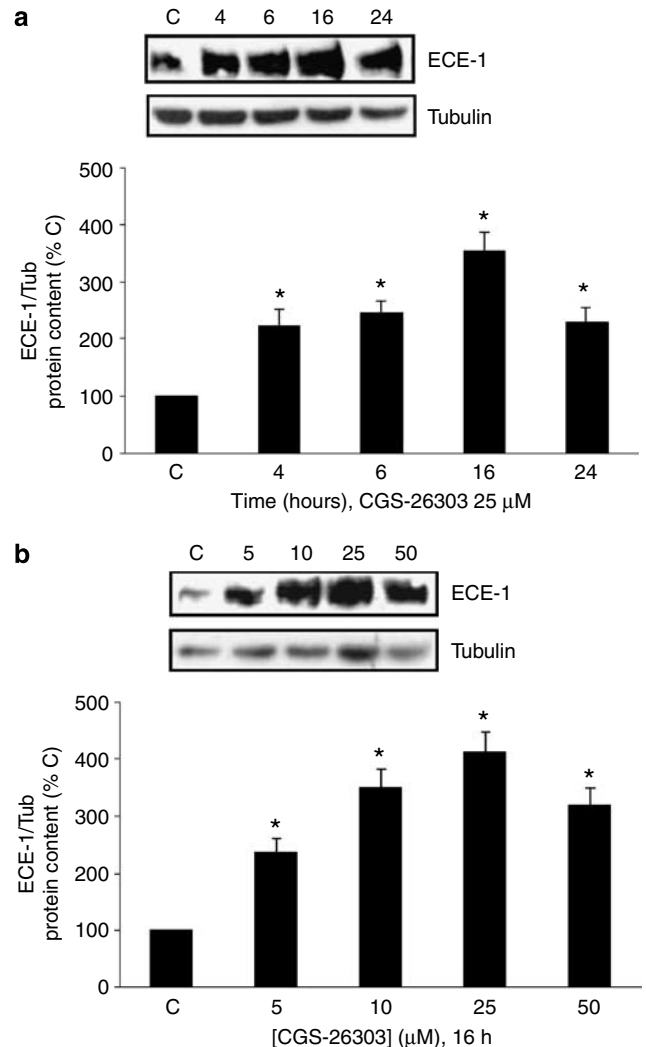 a
C 4 6 16 24
ECE-1
Tubulin
ECE-1/Tub
protein content (% C)
500
400
300
200
100
0
* * * *
C 4 6 16 24
Time (hours), CGS-26303 25 μM
b
C 5 10 25 50
ECE-1
Tubulin
ECE-1/Tub
protein content (% C)
500
400
300
200
100
0
* * * *
C 5 10 25 50
[CGS-26303] (μM), 16 h